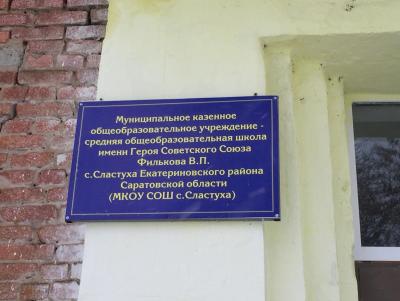 Муниципальное казенное
общеобразовательное учреждение -
средняя общеобразовательная школа
имени Героя Советского Союза
Филькова В.П.
с.Сластуха Екатериновского района
Саратовской области
(МКОУ СОШ с.Сластуха)